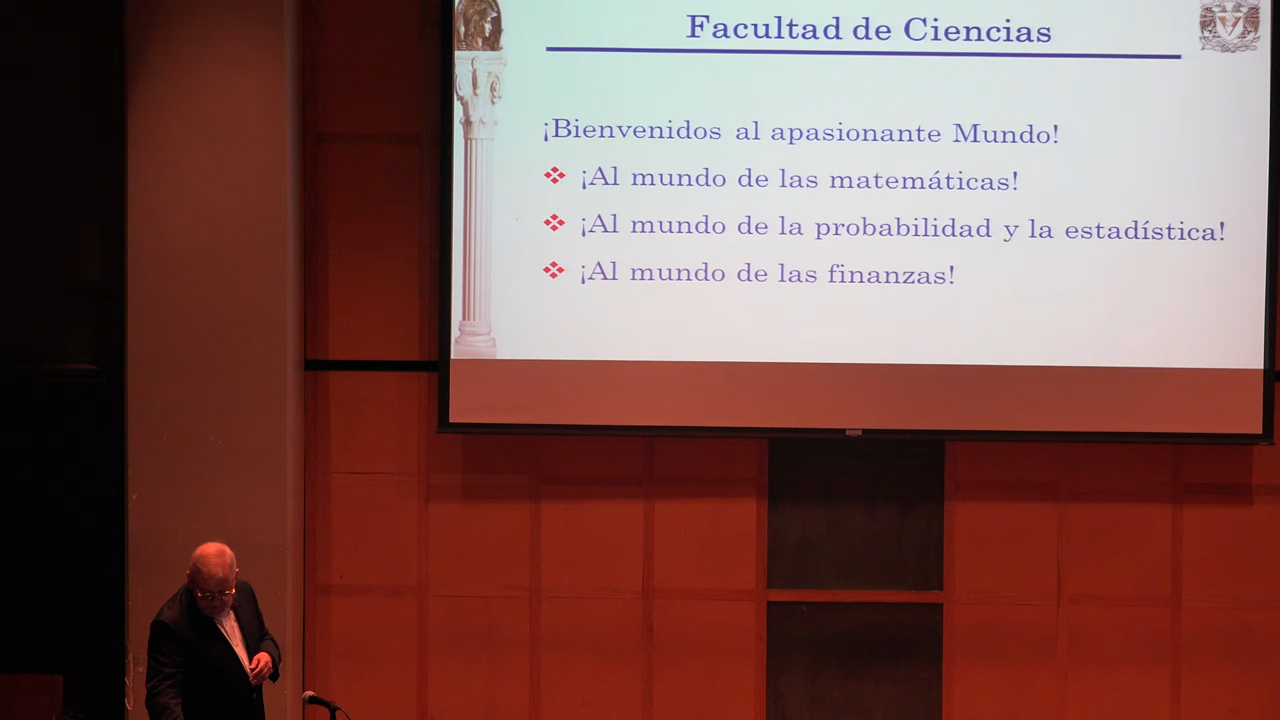 Facultad de Ciencias
¡Bienvenidos al apasionante Mundo!
¡Al mundo de las matemáticas!
¡Al mundo de la probabilidad y la estadística!
¡Al mundo de las finanzas!